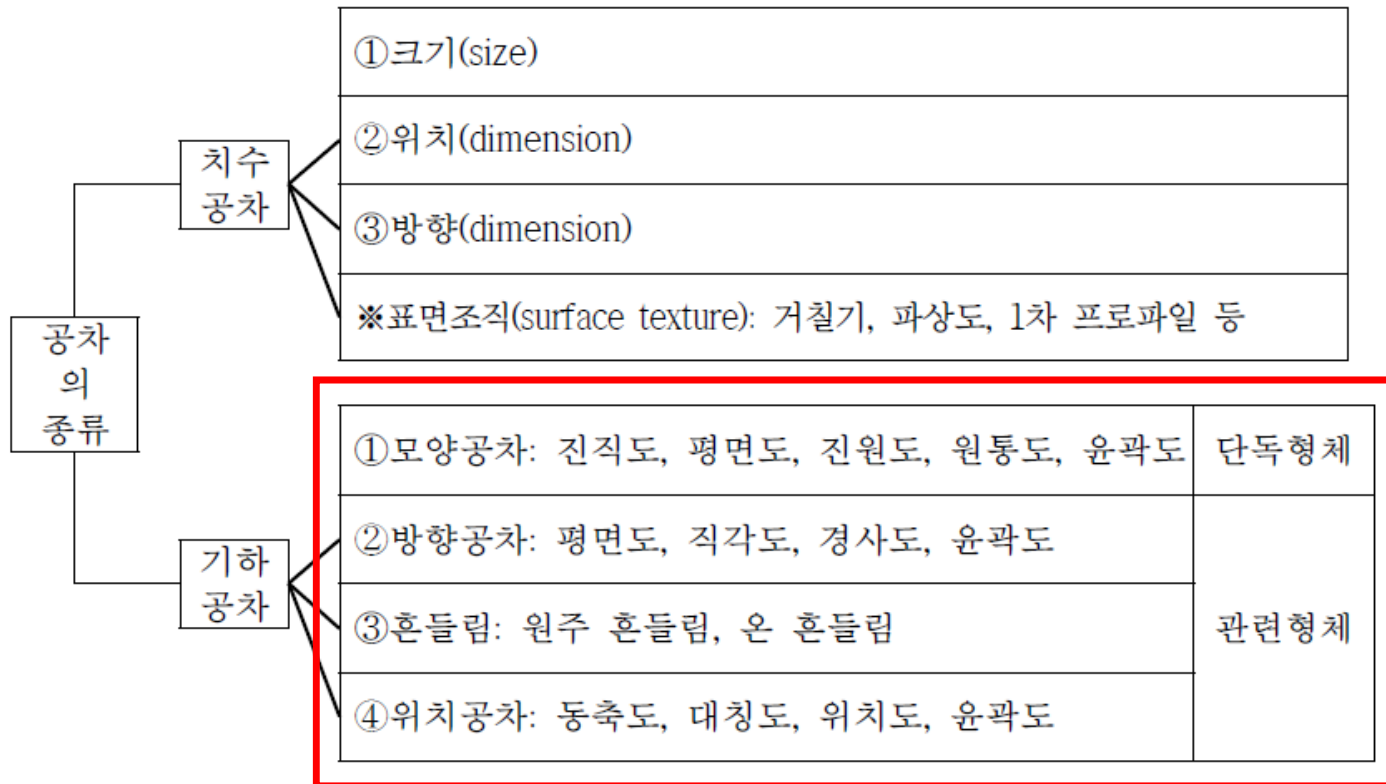 ①크기(size)
②위치(dimension)
치수
공차
③방향(dimension)
※표면조직(surface texture): 거칠기, 파상도, 1차 프로파일 등
공차
의
종류
①모양공차: 진직도, 평면도, 진원도, 원통도, 윤곽도
단독형체
②방향공차: 평면도, 직각도, 경사도, 윤곽도
기하
공차
③흔들림: 원주 흔들림, 온 흔들림
관련형체
④위치공차: 동축도, 대칭도, 위치도, 윤곽도